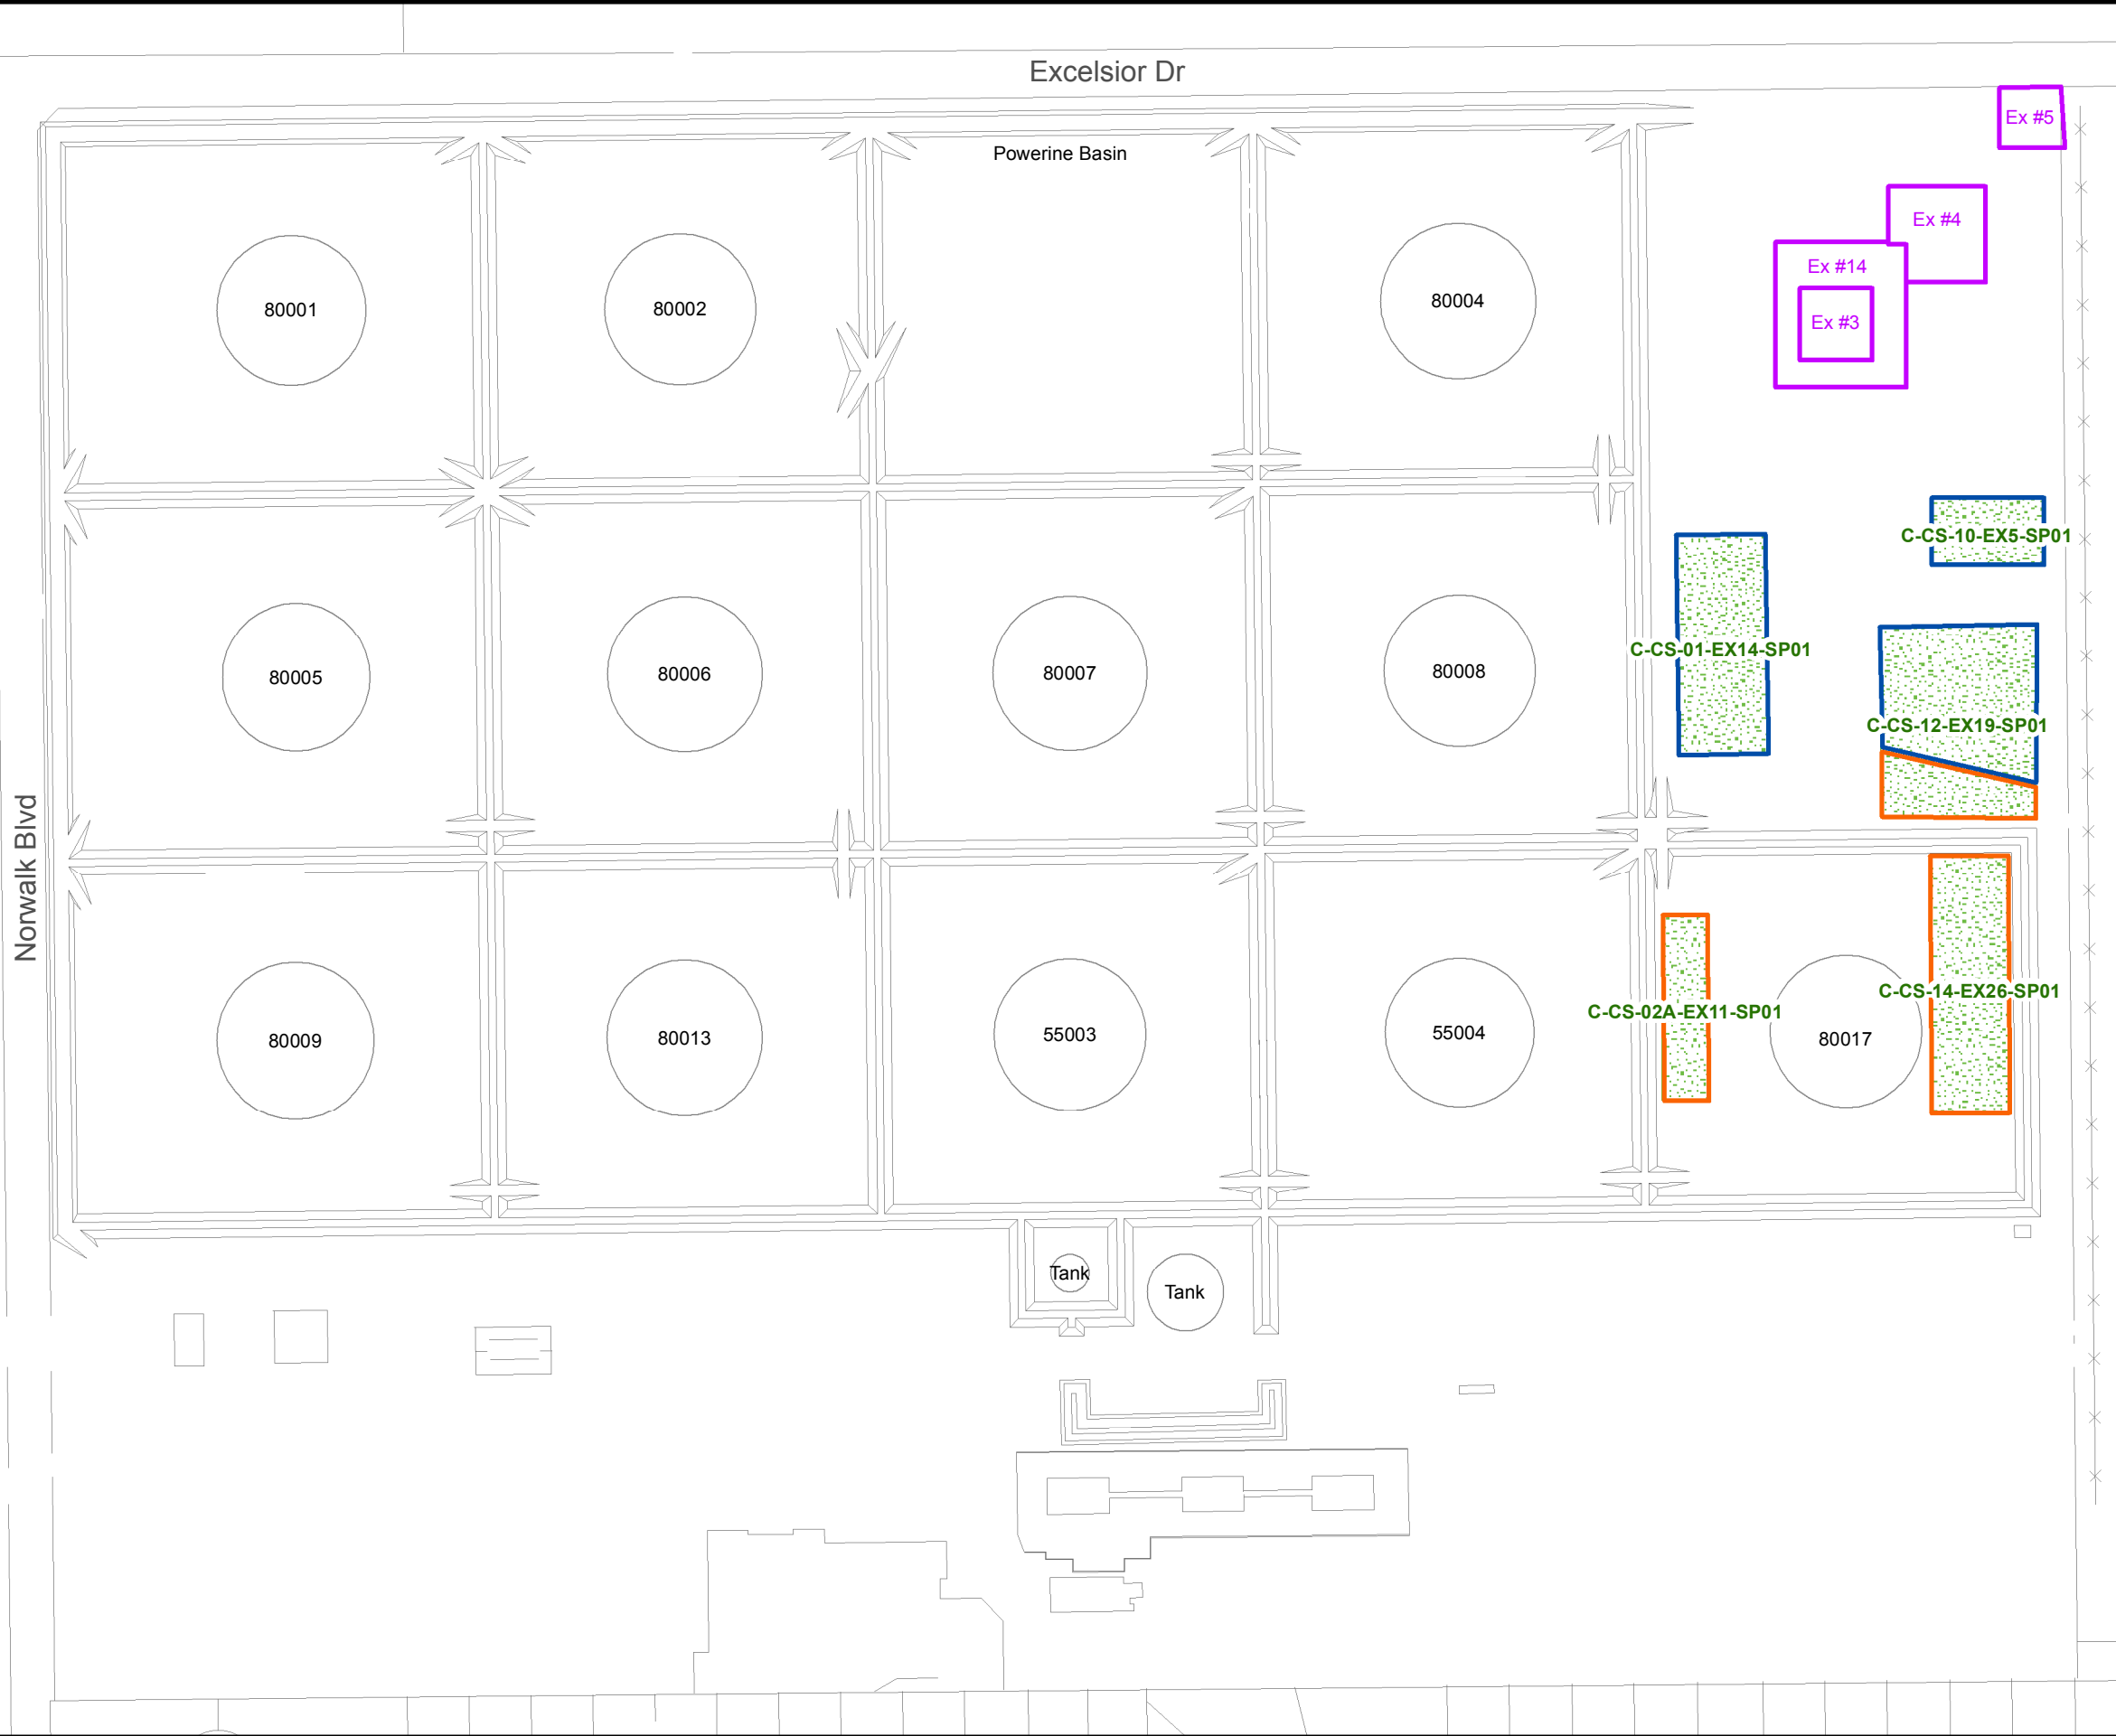 Excelsior Dr
Ex #5
Powerine Basin
Ex #4
Ex #14
80001
80002
80004
Ex #3
C-CS-10-EX5-SP01
C-CS-01-EX14-SP01
80005
80006
80007
80008
C-CS-12-EX19-SP01
Norwalk Blvd
C-CS-14-EX26-SP01
C-CS-02A-EX11-SP01
80009
80013
55003
55004
80017
Tank
Tank